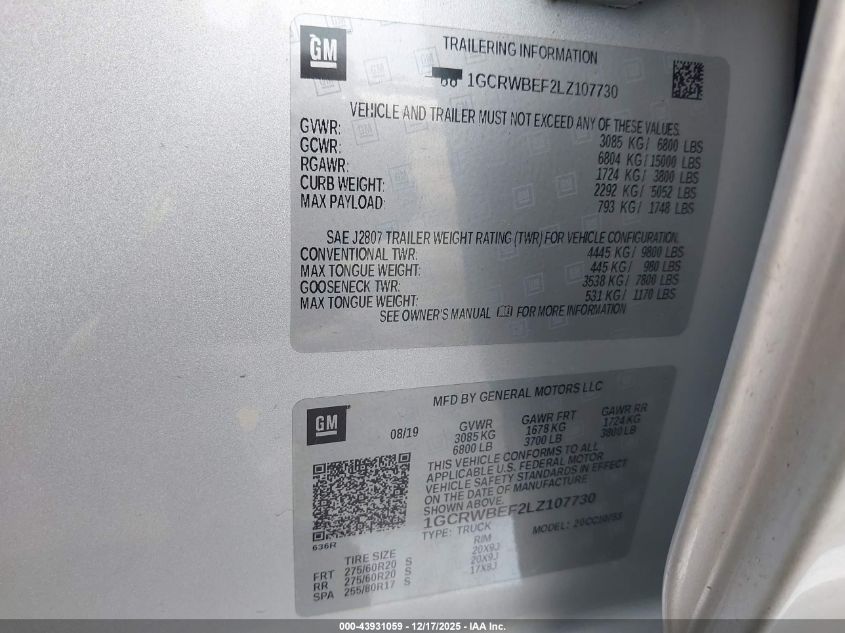 GM
TRAILERING INFORMATION
1GCRWBEF2LZ107730
VEHICLE AND TRAILER MUST NOT EXCEED ANY OF THESE VALUES.
GVWR: 3085 KG/ 6800 LBS
GCWR: 6804 KG/ 15000 LBS
RGAWR: 1724 KG/ 3800 LBS
CURB WEIGHT: 2292 KG/ 5052 LBS
MAX PAYLOAD: 793 KG/ 1748 LBS
SAE J2807 TRAILER WEIGHT RATING (TWR) FOR VEHICLE CONFIGURATION.
CONVENTIONAL TWR: 4445 KG/ 9800 LBS
MAX TONGUE WEIGHT: 445 KG/ 980 LBS
GOOSENECK TWR: 3538 KG/ 7800 LBS
MAX TONGUE WEIGHT: 531 KG/ 1170 LBS
SEE OWNER'S MANUAL FOR MORE INFORMATION
GM
MFD BY GENERAL MOTORS LLC
08/19
GVWR GAWR FRT GAWR RR
3085 KG 1678 KG 1724 KG
6800 LB 3700 LB 3800 LB
THIS VEHICLE CONFORMS TO ALL
APPLICABLE U.S. FEDERAL MOTOR
VEHICLE SAFETY STANDARDS IN EFFECT
ON THE DATE OF MANUFACTURE
SHOWN ABOVE.
1GCRWBEF2LZ107730
TYPE: TRUCK MODEL:
636R
TIRE SIZE RIM
FRT 275/60R20 S 20X9J
RR 275/60R20 S 20X9J
SPA 255/80R17 S 17X8J
000-43931059 — 12/17/2025 — IAA Inc.